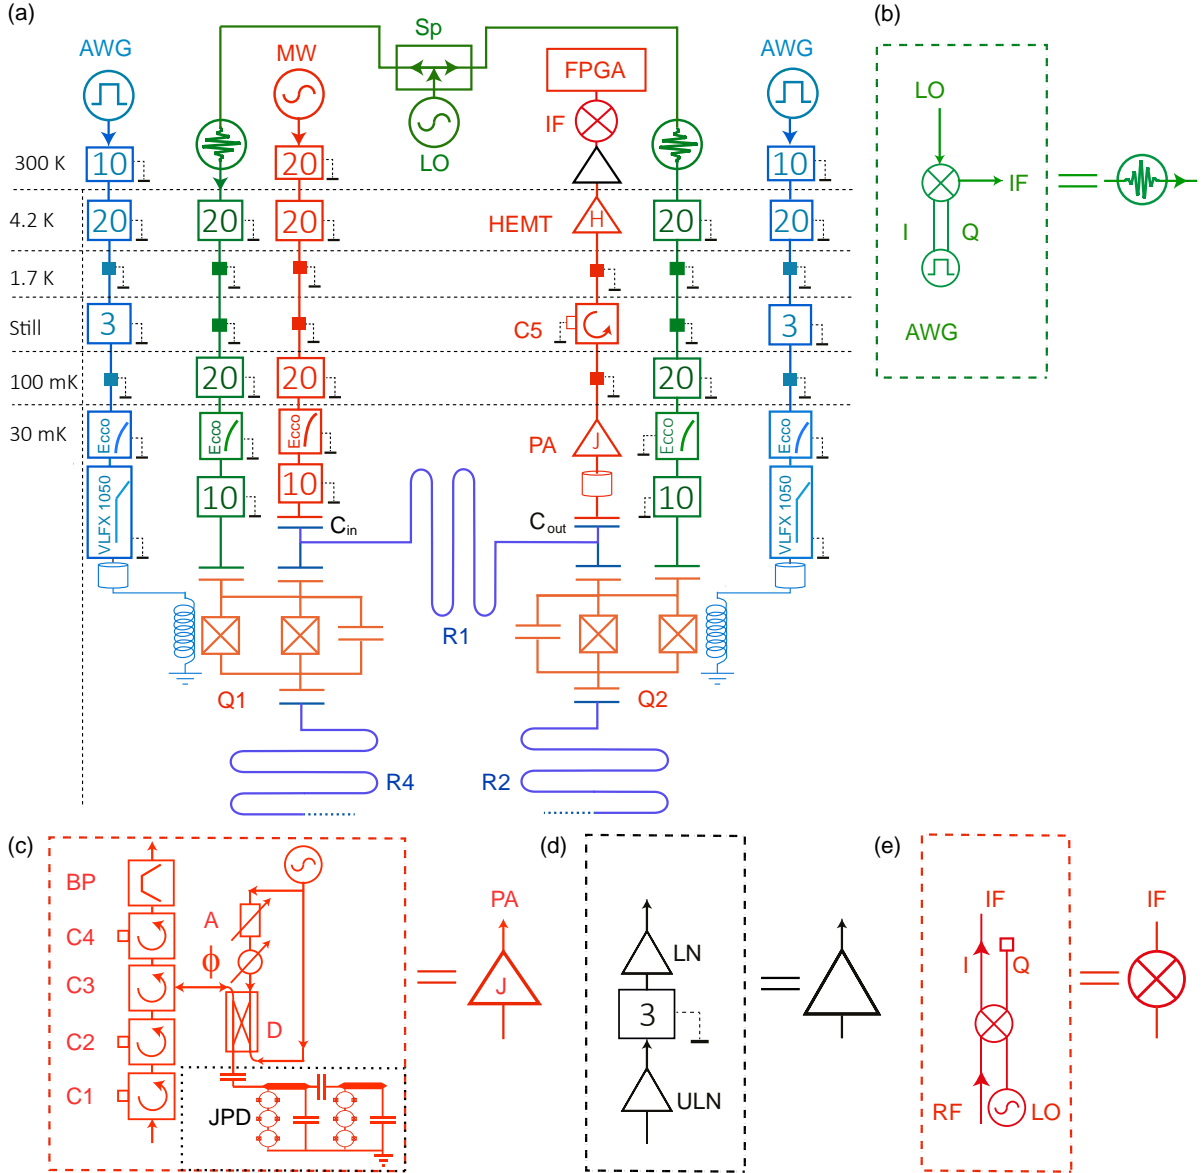 (a)
Sp
(b)
AWG
MW
FPGA
AWG
IF
LO
300 K
10
20
10
LO
IF
I
Q
AWG
4.2 K
20
20
20
HEMT
H
20
20
1.7 K
Still
3
C5
3
100 mK
20
20
20
30 mK
Ecco
Ecco
Ecco
PA
J
Ecco
Ecco
VLFX 1050
10
10
10
VLFX 1050
Cin
Cout
R1
Q1
Q2
R4
R2
(c)
BP
C4
C3
C2
C1
A
ϕ
D
JPD
PA
J
(d)
LN
3
ULN
(e)
IF
I
Q
RF
LO
IF